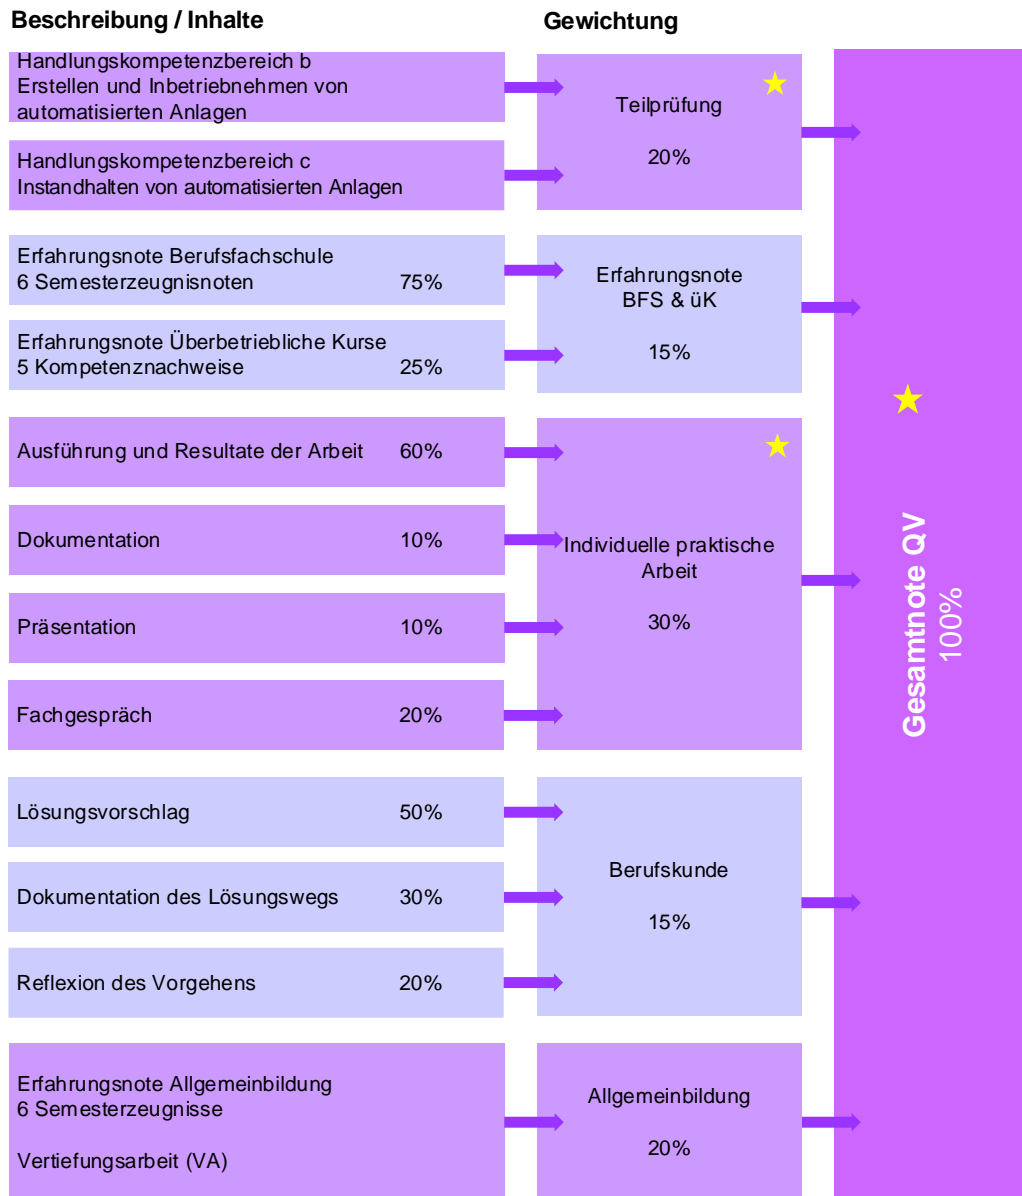 Beschreibung / Inhalte
Gewichtung
Handlungskompetenzbereich b
Erstellen und Inbetriebnehmen von
automatisierten Anlagen
Handlungskompetenzbereich c
Instandhalten von automatisierten Anlagen
Teilprüfung
20%
Erfahrungsnote Berufsfachschule
6 Semesterzeugnisnoten 75%
Erfahrungsnote Überbetriebliche Kurse
5 Kompetenznachweise 25%
Erfahrungsnote
BFS & üK
15%
Ausführung und Resultate der Arbeit 60%
Dokumentation 10%
Präsentation 10%
Fachgespräch 20%
Individuelle praktische
Arbeit
30%
Lösungsvorschlag 50%
Dokumentation des Lösungswegs 30%
Reflexion des Vorgehens 20%
Berufskunde
15%
Erfahrungsnote Allgemeinbildung
6 Semesterzeugnisse
Vertiefungsarbeit (VA)
Allgemeinbildung
20%
Gesamtnote QV
100%